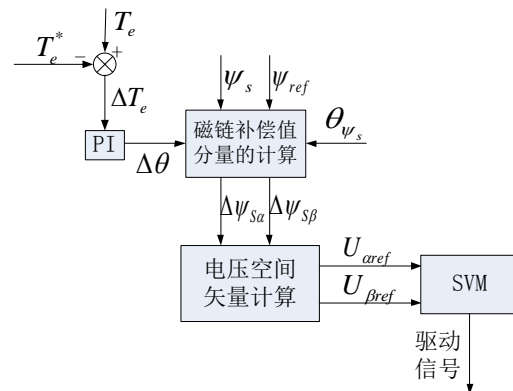 T_e
T_e^* − +
ΔT_e
ψ_s ψ_ref
PI
Δθ
磁链补偿值
分量的计算
θ_ψs
Δψ_Sα Δψ_Sβ
电压空间
矢量计算
U_αref
U_βref
SVM
驱动
信号